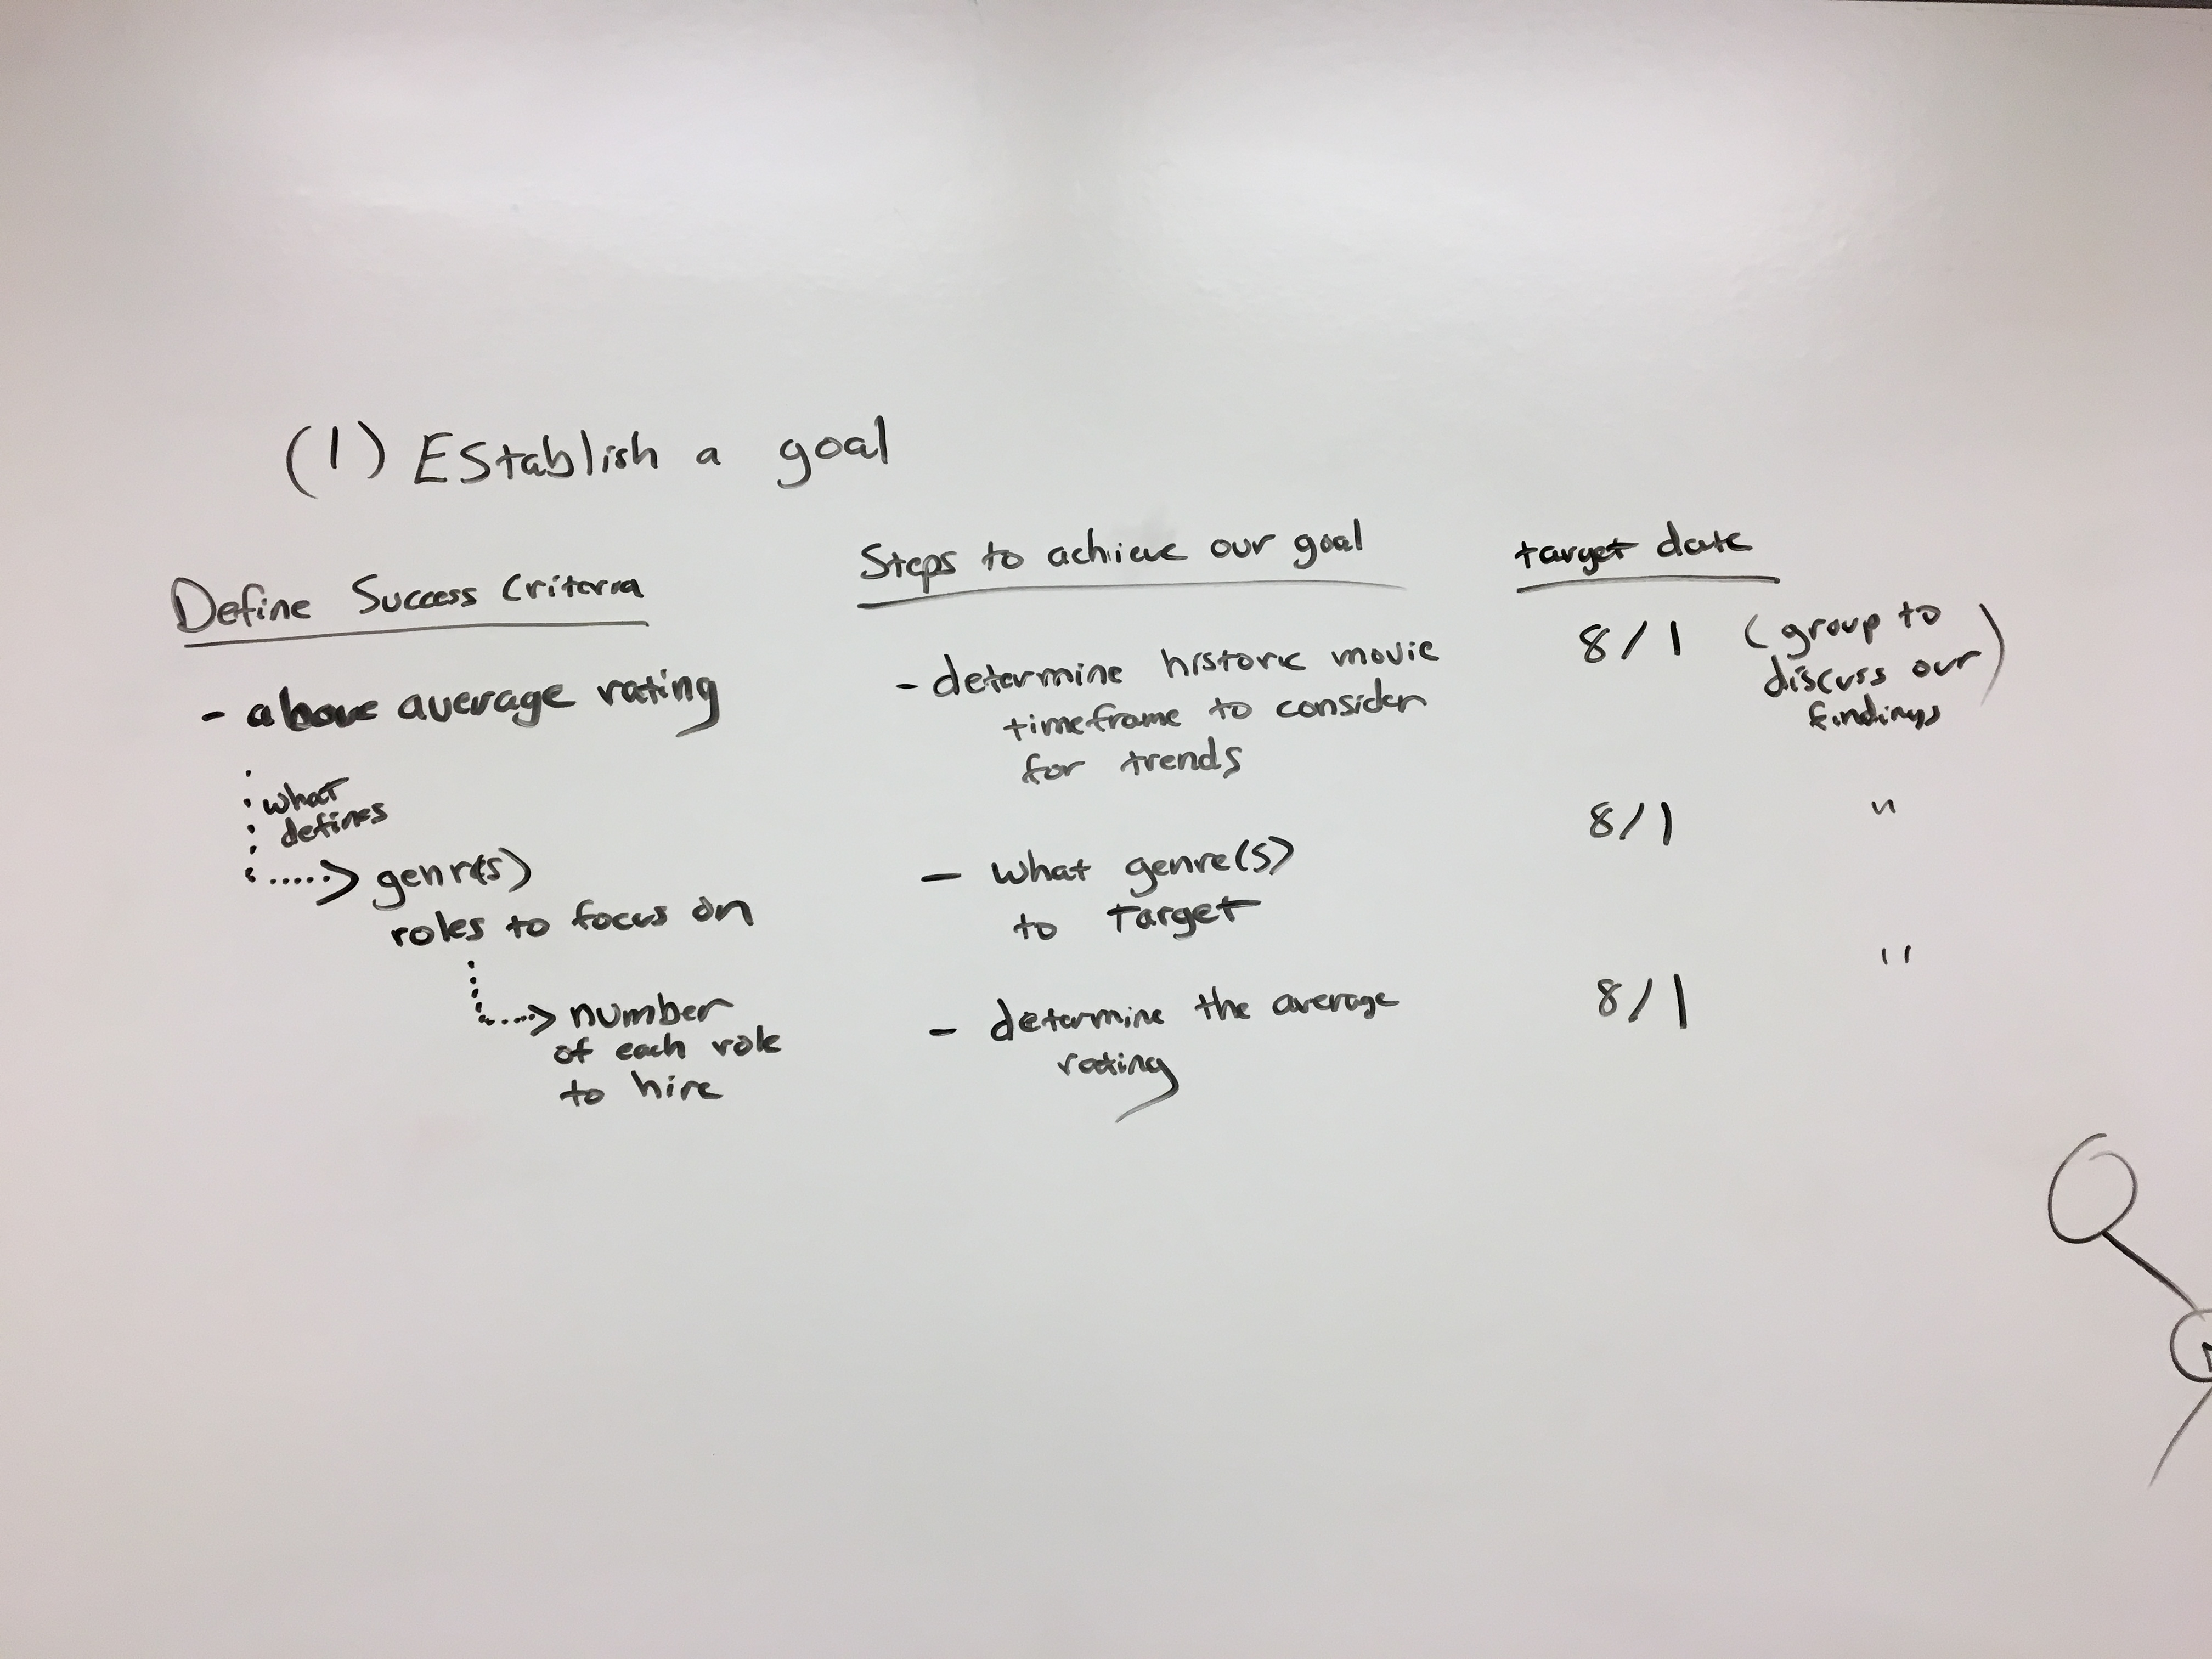 (1) Establish a goal
Define Success Criteria
- above average rating
what
defines
genre(s)
roles to focus on
number
of each role
to hire
Steps to achieve our goal
- determine historic movie
timeframe to consider
for trends
- what genre(s)
to target
- determine the average
rating
target date
8/1 (group to
discuss our)
findings
8/1 "
8/1 "